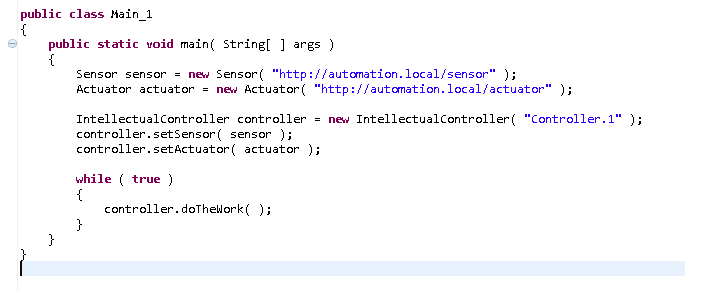 public class Main_1
{
    public static void main( String[ ] args )
    {
        Sensor sensor = new Sensor( "http://automation.local/sensor" );
        Actuator actuator = new Actuator( "http://automation.local/actuator" );
        IntellectualController controller = new IntellectualController( "Controller.1" );
        controller.setSensor( sensor );
        controller.setActuator( actuator );
        while ( true )
        {
            controller.doTheWork( );
        }
    }
}